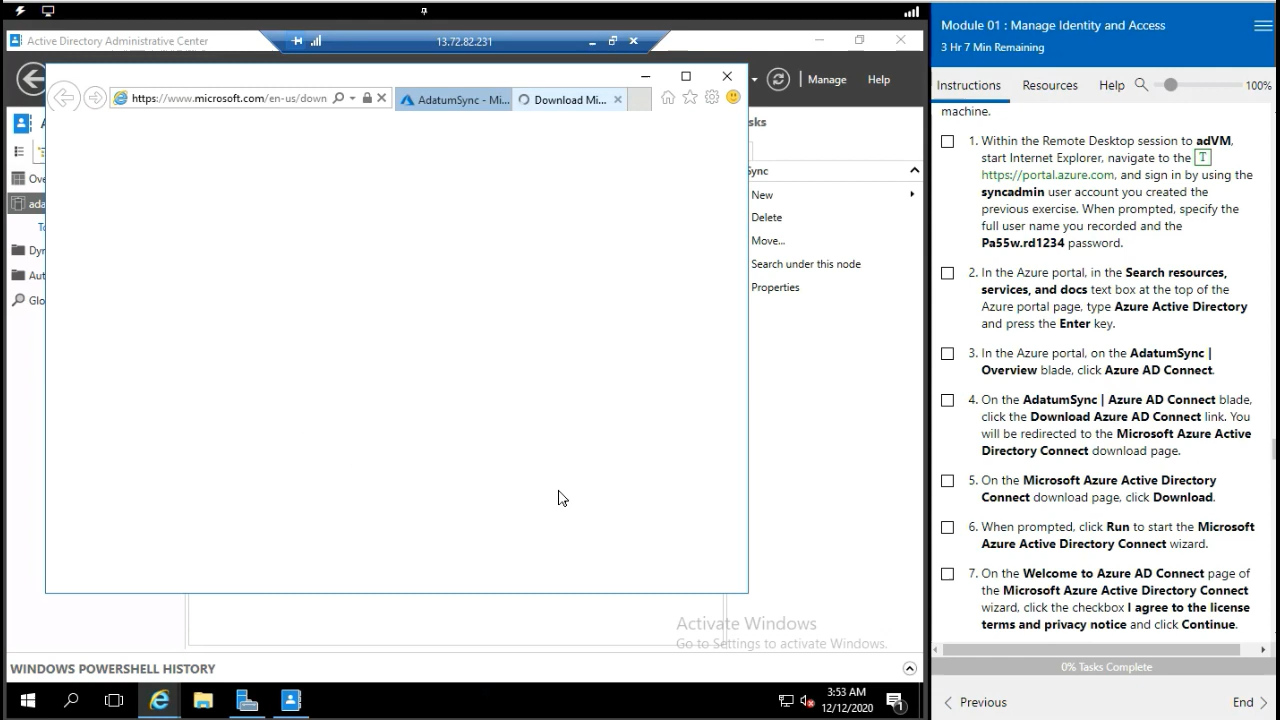 Active Directory Administrative Center
13.72.82.231
Manage
Help
https://www.microsoft.com/en-us/down
AdatumSync - Mi...
Download Mi...
A
Ove
ada
Dyr
Aut
Glo
sks
Sync
New
Delete
Move...
Search under this node
Properties
Activate Windows
Go to Settings to activate Windows.
WINDOWS POWERSHELL HISTORY
3:53 AM
12/12/2020
1
Module 01 : Manage Identity and Access
3 Hr 7 Min Remaining
Instructions
Resources
Help
100%
machine.
1. Within the Remote Desktop session to adVM,
start Internet Explorer, navigate to the T
https://portal.azure.com, and sign in by using the
syncadmin user account you created the
previous exercise. When prompted, specify the
full user name you recorded and the
Pa55w.rd1234 password.
2. In the Azure portal, in the Search resources,
services, and docs text box at the top of the
Azure portal page, type Azure Active Directory
and press the Enter key.
3. In the Azure portal, on the AdatumSync |
Overview blade, click Azure AD Connect.
4. On the AdatumSync | Azure AD Connect blade,
click the Download Azure AD Connect link. You
will be redirected to the Microsoft Azure Active
Directory Connect download page.
5. On the Microsoft Azure Active Directory
Connect download page, click Download.
6. When prompted, click Run to start the Microsoft
Azure Active Directory Connect wizard.
7. On the Welcome to Azure AD Connect page of
the Microsoft Azure Active Directory Connect
wizard, click the checkbox I agree to the license
terms and privacy notice and click Continue.
0% Tasks Complete
Previous
End